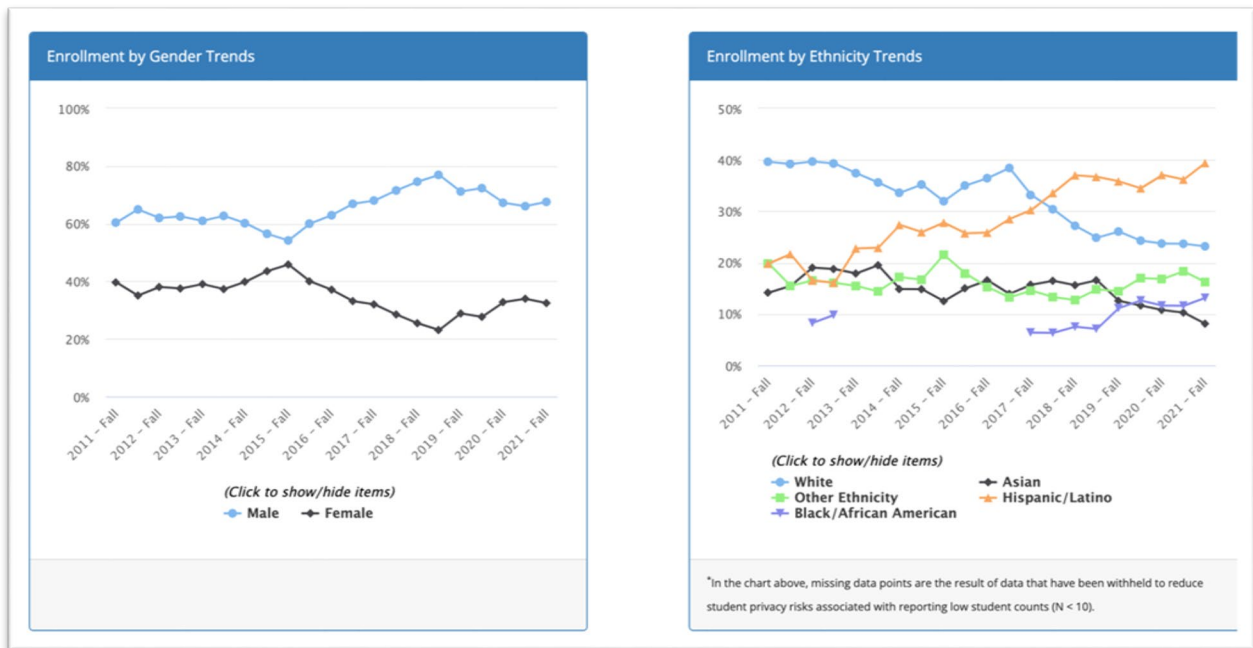 Enrollment by Gender Trends
100%
80%
60%
40%
20%
0%
2011 - Fall
2012 - Fall
2013 - Fall
2014 - Fall
2015 - Fall
2016 - Fall
2017 - Fall
2018 - Fall
2019 - Fall
2020 - Fall
2021 - Fall
(Click to show/hide items)
Male Female
Enrollment by Ethnicity Trends
50%
40%
30%
20%
10%
0%
2011 - Fall
2012 - Fall
2013 - Fall
2014 - Fall
2015 - Fall
2016 - Fall
2017 - Fall
2018 - Fall
2019 - Fall
2020 - Fall
2021 - Fall
(Click to show/hide items)
White Asian
Other Ethnicity Hispanic/Latino
Black/African American
*In the chart above, missing data points are the result of data that have been withheld to reduce
student privacy risks associated with reporting low student counts (N < 10).